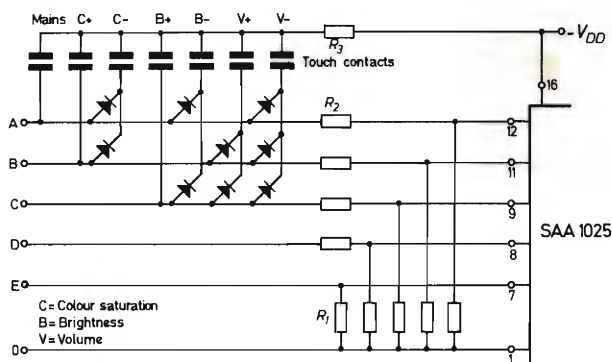 Mains C+ C- B+ B- V+ V-
R3
-VDD
Touch contacts
16
A
R2
12
B
11
C
9
SAA 1025
D
8
E
7
C = Colour saturation
B = Brightness
V = Volume
R1
0
1